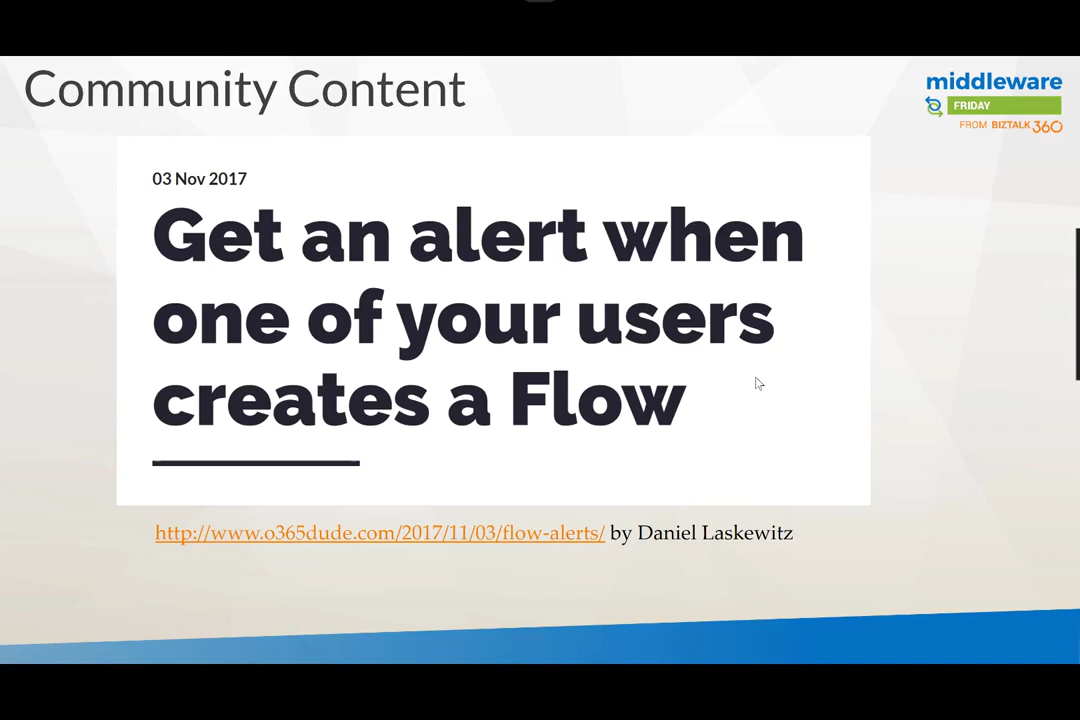 Community Content
middleware
FRIDAY
FROM BIZTALK 360
03 Nov 2017
Get an alert when
one of your users
creates a Flow
http://www.o365dude.com/2017/11/03/flow-alerts/ by Daniel Laskewitz